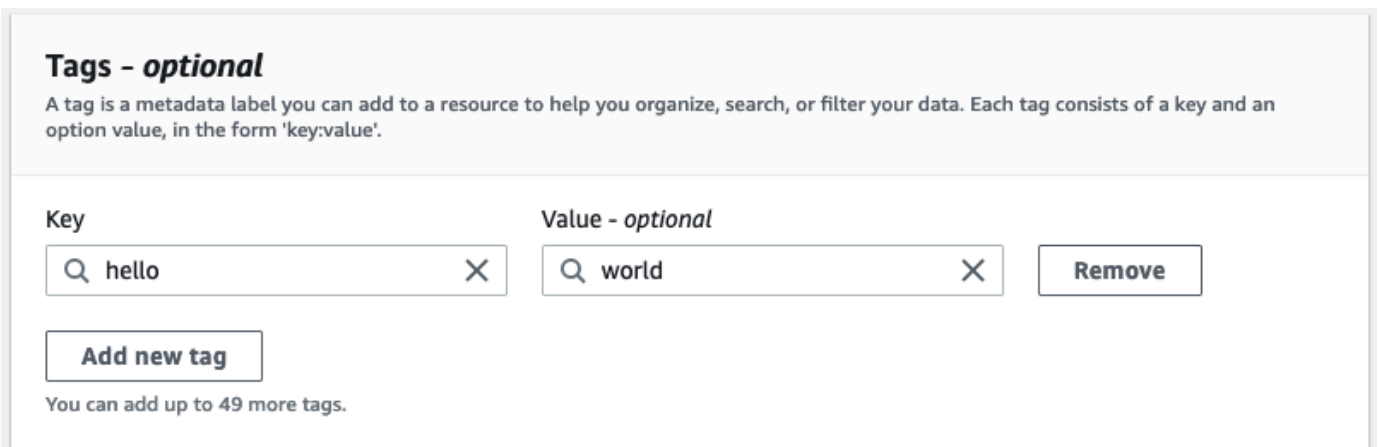 Tags - optional
A tag is a metadata label you can add to a resource to help you organize, search, or filter your data. Each tag consists of a key and an
option value, in the form 'key:value'.
Key Value - optional
hello world Remove
Add new tag
You can add up to 49 more tags.